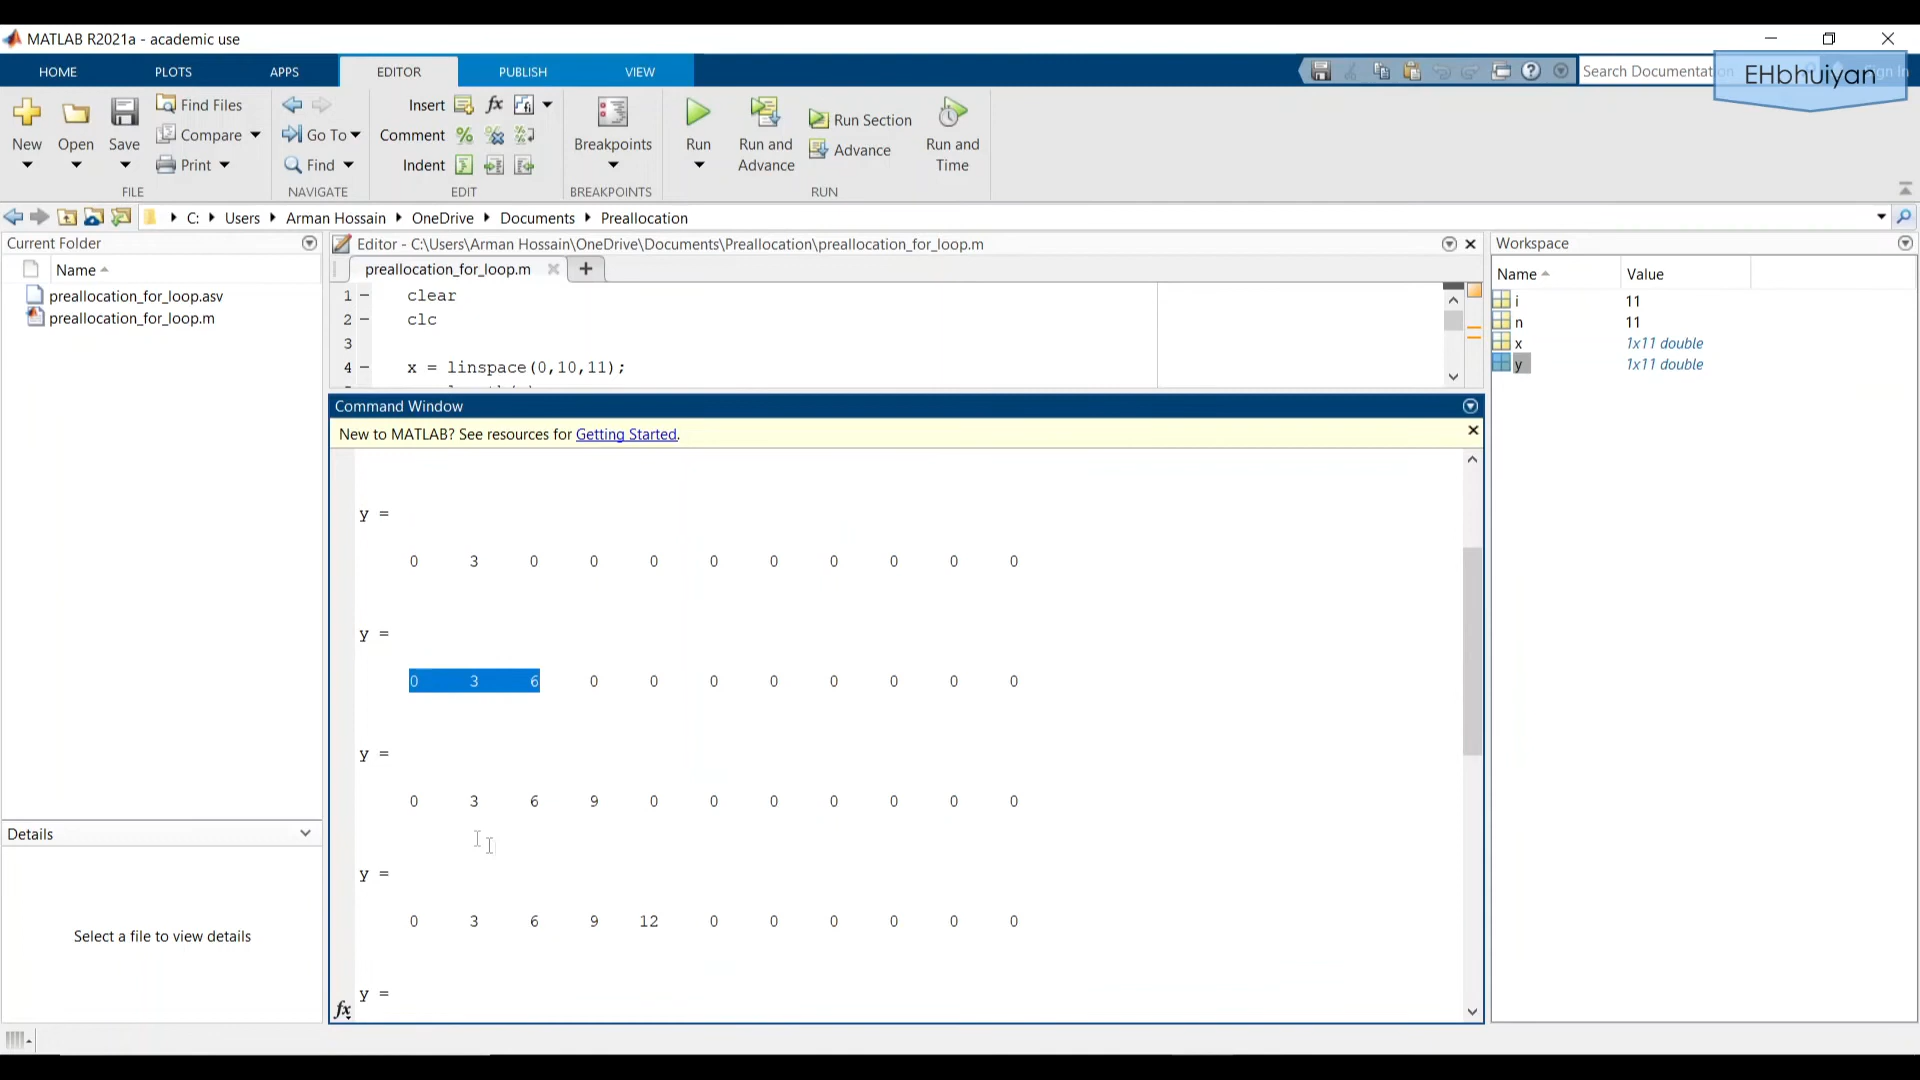 MATLAB R2021a - academic use
HOME PLOTS APPS EDITOR PUBLISH VIEW
Search Documentat
EHbhuiyan
New Open Save Find Files Compare Print
FILE
Go To Find
NAVIGATE
Insert fx
Comment
Indent
EDIT
Breakpoints
BREAKPOINTS
Run Run and Advance Run Section Advance Run and Time
RUN
C: Users Arman Hossain OneDrive Documents Preallocation
Current Folder
Name
preallocation_for_loop.asv
preallocation_for_loop.m
Details
Select a file to view details
Editor - C:\Users\Arman Hossain\OneDrive\Documents\Preallocation\preallocation_for_loop.m
preallocation_for_loop.m
1 - clear
2 - clc
3
4 - x = linspace(0,10,11);
Command Window
New to MATLAB? See resources for Getting Started.
y =
0 3 0 0 0 0 0 0 0 0 0
y =
0 3 6 0 0 0 0 0 0 0 0
y =
0 3 6 9 0 0 0 0 0 0 0
y =
0 3 6 9 12 0 0 0 0 0 0
y =
fx
Workspace
Name Value
i 11
n 11
x 1x11 double
y 1x11 double